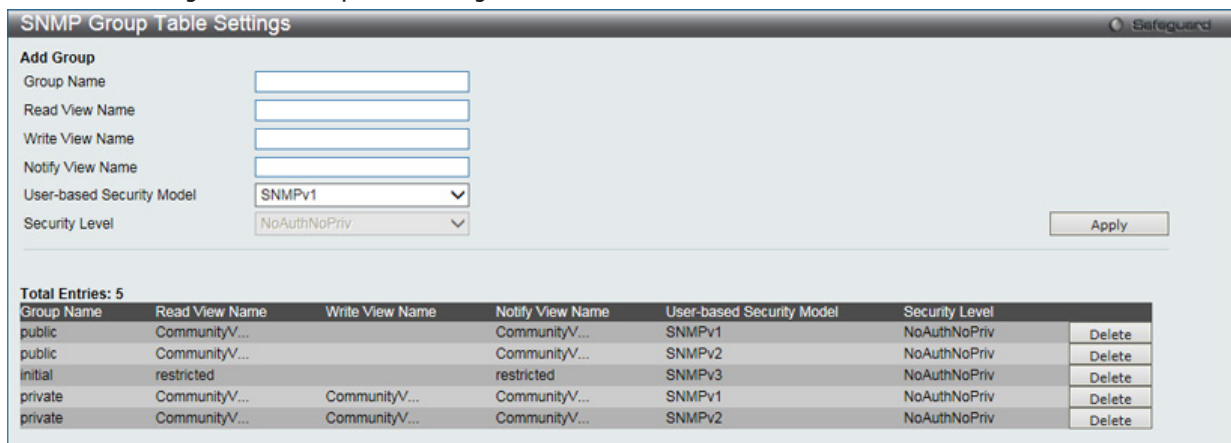 SNMP Group Table Settings Safeguard
Add Group
Group Name
Read View Name
Write View Name
Notify View Name
User-based Security Model SNMPv1
Security Level NoAuthNoPriv Apply
Total Entries: 5
Group Name Read View Name Write View Name Notify View Name User-based Security Model Security Level
public CommunityV... CommunityV... SNMPv1 NoAuthNoPriv Delete
public CommunityV... CommunityV... SNMPv2 NoAuthNoPriv Delete
initial restricted restricted SNMPv3 NoAuthNoPriv Delete
private CommunityV... CommunityV... CommunityV... SNMPv1 NoAuthNoPriv Delete
private CommunityV... CommunityV... CommunityV... SNMPv2 NoAuthNoPriv Delete